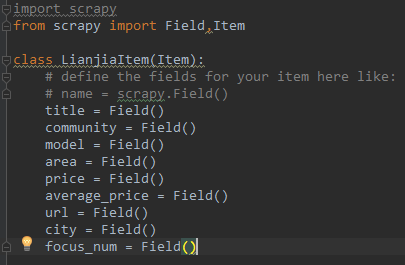 import scrapy
from scrapy import Field,Item
class LianjiaItem(Item):
    # define the fields for your item here like:
    # name = scrapy.Field()
    title = Field()
    community = Field()
    model = Field()
    area = Field()
    price = Field()
    average_price = Field()
    url = Field()
    city = Field()
    focus_num = Field()